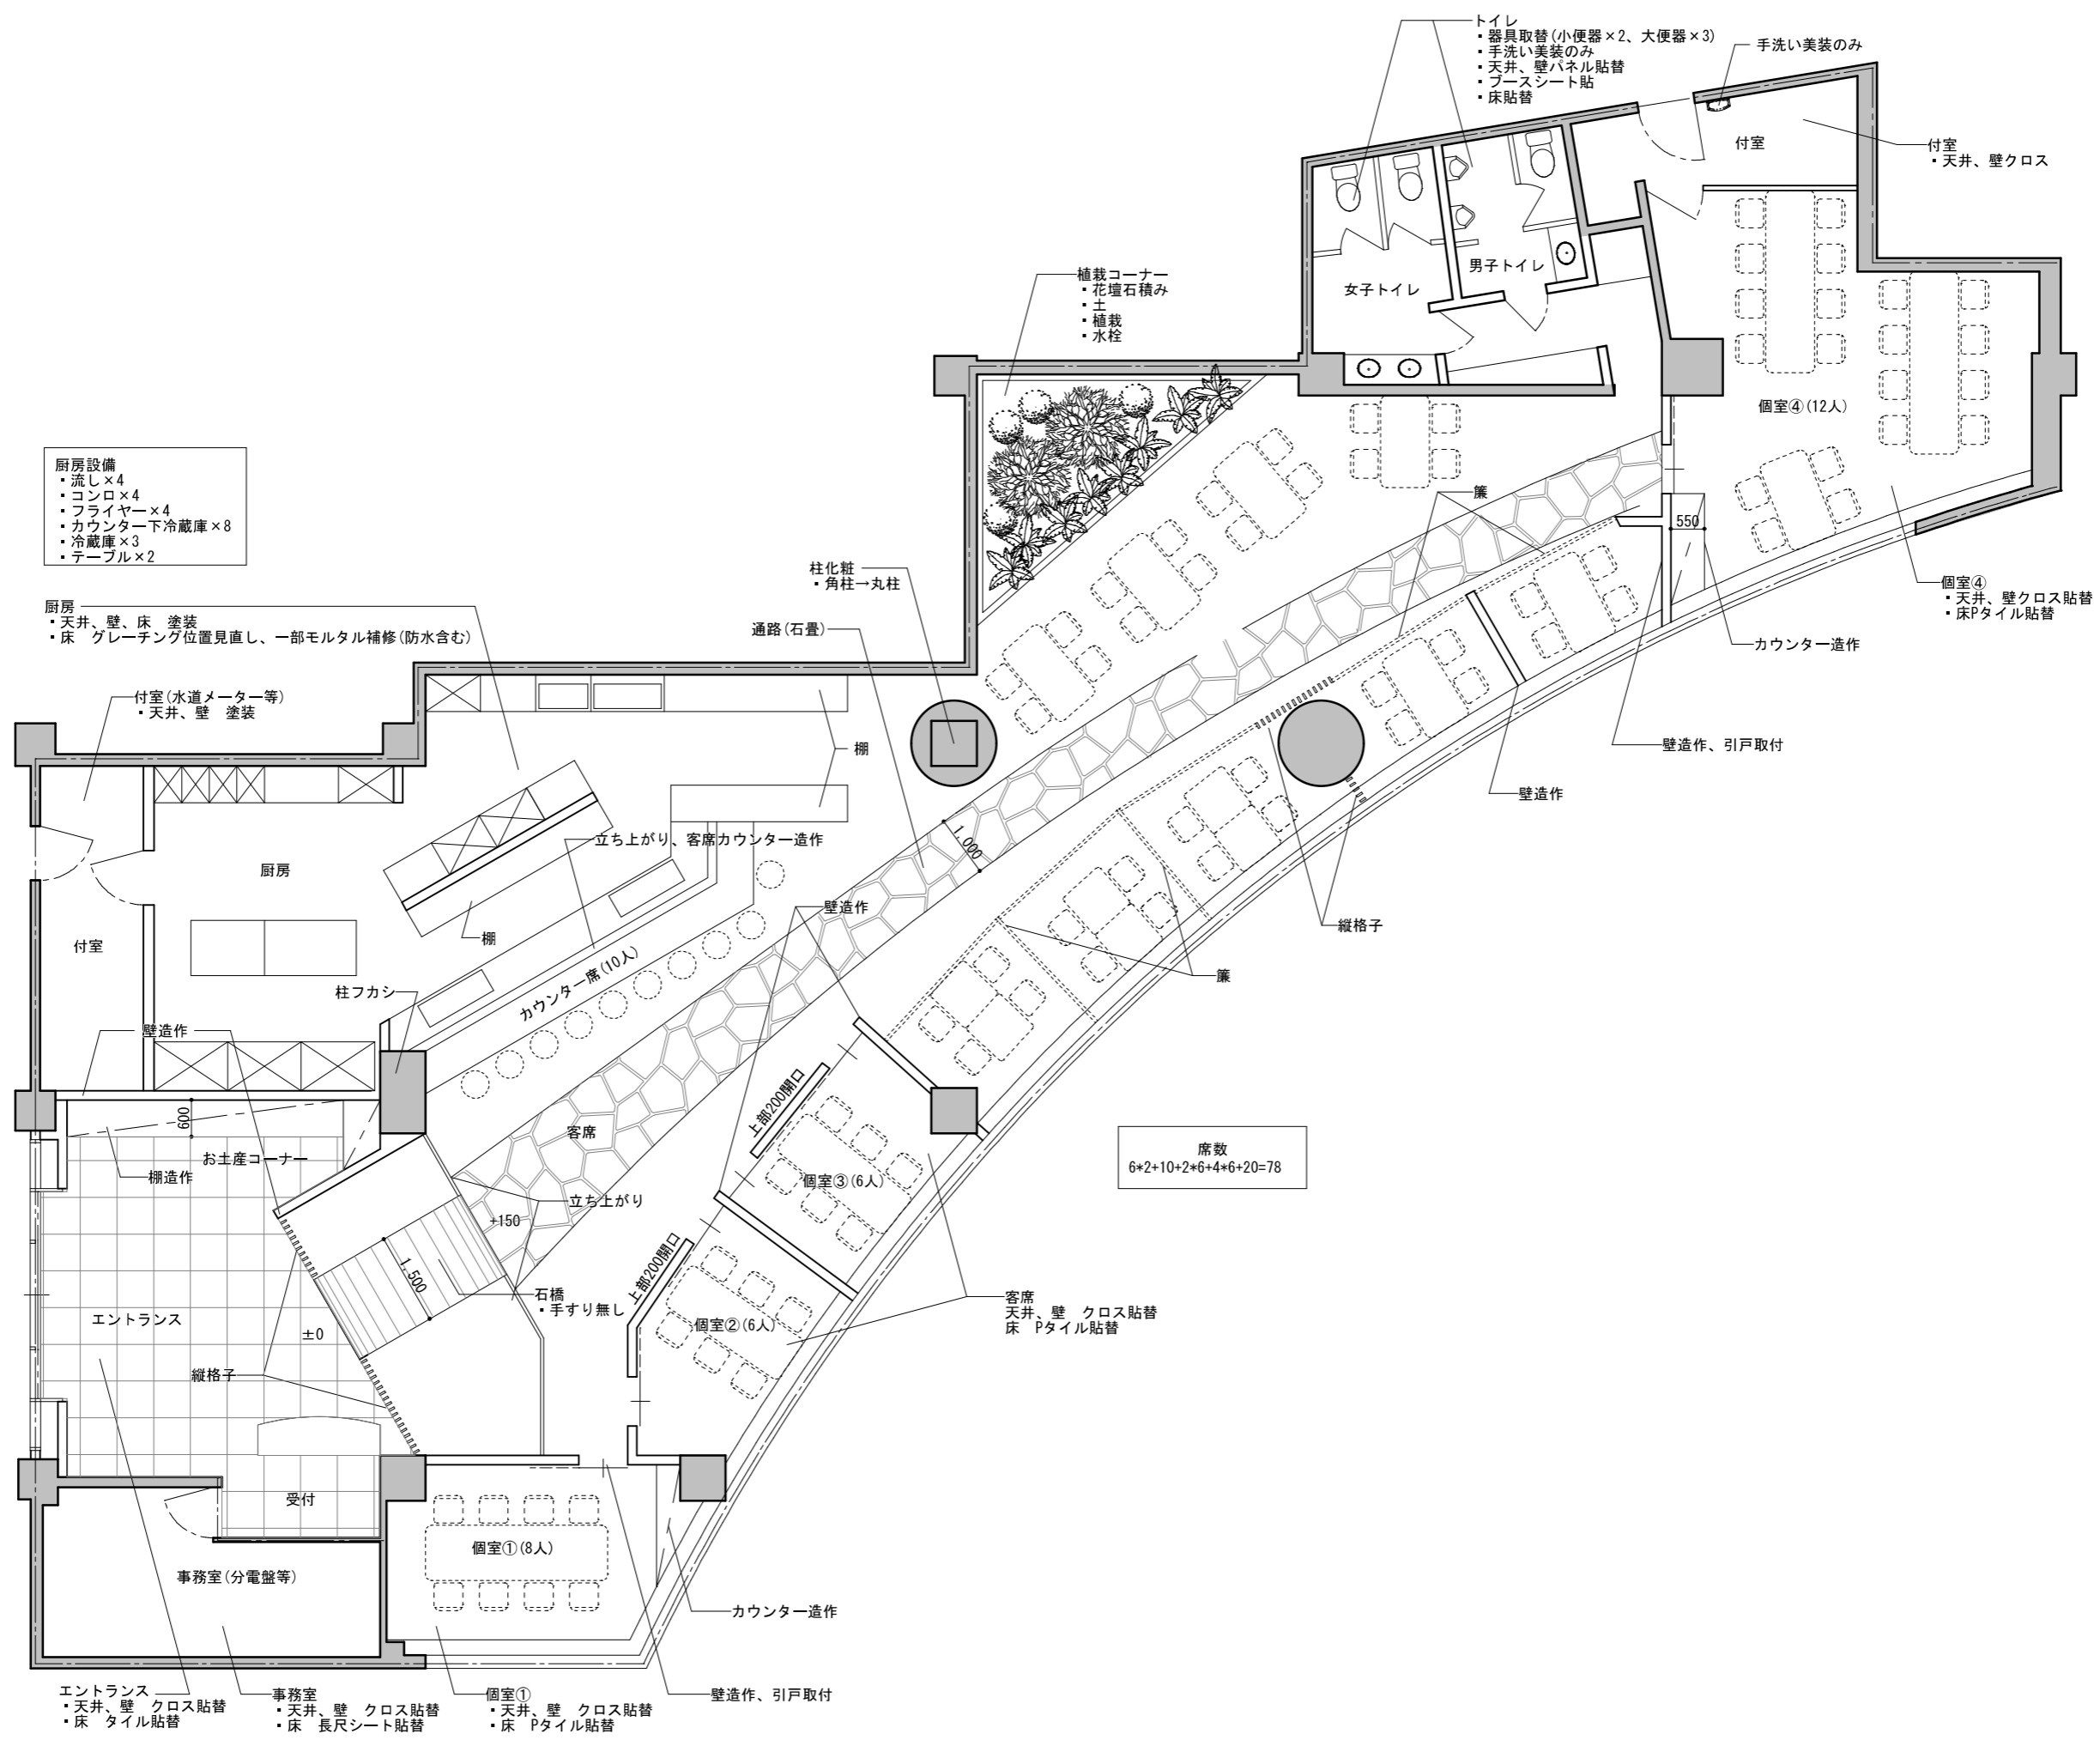 トイレ
・器具取替(小便器×2、大便器×3)
・手洗い美装のみ
・天井、壁パネル貼替
・ブースシート貼
・床貼替
手洗い美装のみ
付室
付室
・天井、壁クロス
男子トイレ
女子トイレ
植栽コーナー
・花壇石積み
・土
・植栽
・水栓
個室④(12人)
厨房設備
・流し×4
・コンロ×4
・フライヤー×4
・カウンター下冷蔵庫×8
・冷蔵庫×3
・テーブル×2
簾
550
柱化粧
・角柱→丸柱
個室④
・天井、壁クロス貼替
・床Pタイル貼替
厨房
・天井、壁、床　塗装
・床　グレーチング位置見直し、一部モルタル補修(防水含む)
通路(石畳)
カウンター造作
付室(水道メーター等)
・天井、壁　塗装
棚
壁造作、引戸取付
壁造作
立ち上がり、客席カウンター造作
1,000
厨房
壁造作
縦格子
棚
付室
簾
カウンター席(10人)
柱フカシ
壁造作
上部200開口
600
客席
お土産コーナー
棚造作
席数
6*2+10+2*6+4*6+20=78
個室③(6人)
立ち上がり
+150
上部200開口
1,500
石橋
・手すり無し
客席
天井、壁　クロス貼替
床　Pタイル貼替
エントランス
±0
個室②(6人)
縦格子
受付
個室①(8人)
事務室(分電盤等)
カウンター造作
エントランス
・天井、壁　クロス貼替
・床　タイル貼替
事務室
・天井、壁　クロス貼替
・床　長尺シート貼替
個室①
・天井、壁　クロス貼替
・床　Pタイル貼替
壁造作、引戸取付